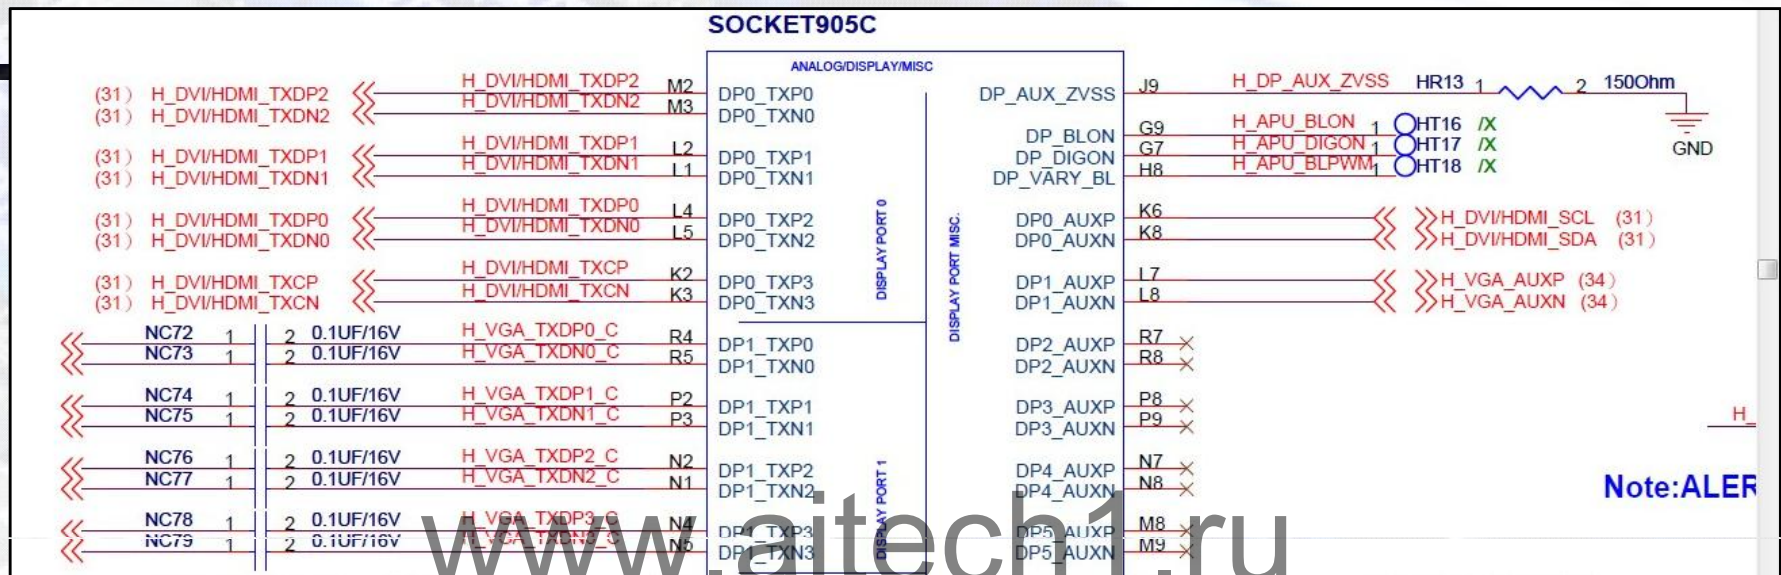 SOCKET905C
ANALOG/DISPLAY/MISC
(31) H_DVI/HDMI_TXDP2 H_DVI/HDMI_TXDP2 M2 DP0_TXP0 DP_AUX_ZVSS J9 H_DP_AUX_ZVSS HR13 1 2 150Ohm
(31) H_DVI/HDMI_TXDN2 H_DVI/HDMI_TXDN2 M3 DP0_TXN0
DP_BLON G9 H_APU_BLON 1 HT16 /X
(31) H_DVI/HDMI_TXDP1 H_DVI/HDMI_TXDP1 L2 DP0_TXP1 DP_DIGON G7 H_APU_DIGON 1 HT17 /X GND
(31) H_DVI/HDMI_TXDN1 H_DVI/HDMI_TXDN1 L1 DP0_TXN1 DP_VARY_BL H8 H_APU_BLPWM 1 HT18 /X
(31) H_DVI/HDMI_TXDP0 H_DVI/HDMI_TXDP0 L4 DP0_TXP2 DP0_AUXP K6 H_DVI/HDMI_SCL (31)
(31) H_DVI/HDMI_TXDN0 H_DVI/HDMI_TXDN0 L5 DP0_TXN2 DP0_AUXN K8 H_DVI/HDMI_SDA (31)
DISPLAY PORT 0
DISPLAY PORT MISC.
(31) H_DVI/HDMI_TXCP H_DVI/HDMI_TXCP K2 DP0_TXP3 DP1_AUXP L7 H_VGA_AUXP (34)
(31) H_DVI/HDMI_TXCN H_DVI/HDMI_TXCN K3 DP0_TXN3 DP1_AUXN L8 H_VGA_AUXN (34)
NC72 1 2 0.1UF/16V H_VGA_TXDP0_C R4 DP1_TXP0 DP2_AUXP R7
NC73 1 2 0.1UF/16V H_VGA_TXDN0_C R5 DP1_TXN0 DP2_AUXN R8
NC74 1 2 0.1UF/16V H_VGA_TXDP1_C P2 DP1_TXP1 DP3_AUXP P8
NC75 1 2 0.1UF/16V H_VGA_TXDN1_C P3 DP1_TXN1 DP3_AUXN P9
H_
NC76 1 2 0.1UF/16V H_VGA_TXDP2_C N2 DP1_TXP2 DP4_AUXP N7
NC77 1 2 0.1UF/16V H_VGA_TXDN2_C N1 DP1_TXN2 DP4_AUXN N8
Note:ALER
DISPLAY PORT 1
NC78 1 2 0.1UF/16V H_VGA_TXDP3_C N4 DP1_TXP3 DP5_AUXP M8
NC79 1 2 0.1UF/16V H_VGA_TXDN3_C N5 DP1_TXN3 DP5_AUXN M9
www.aitech1.ru